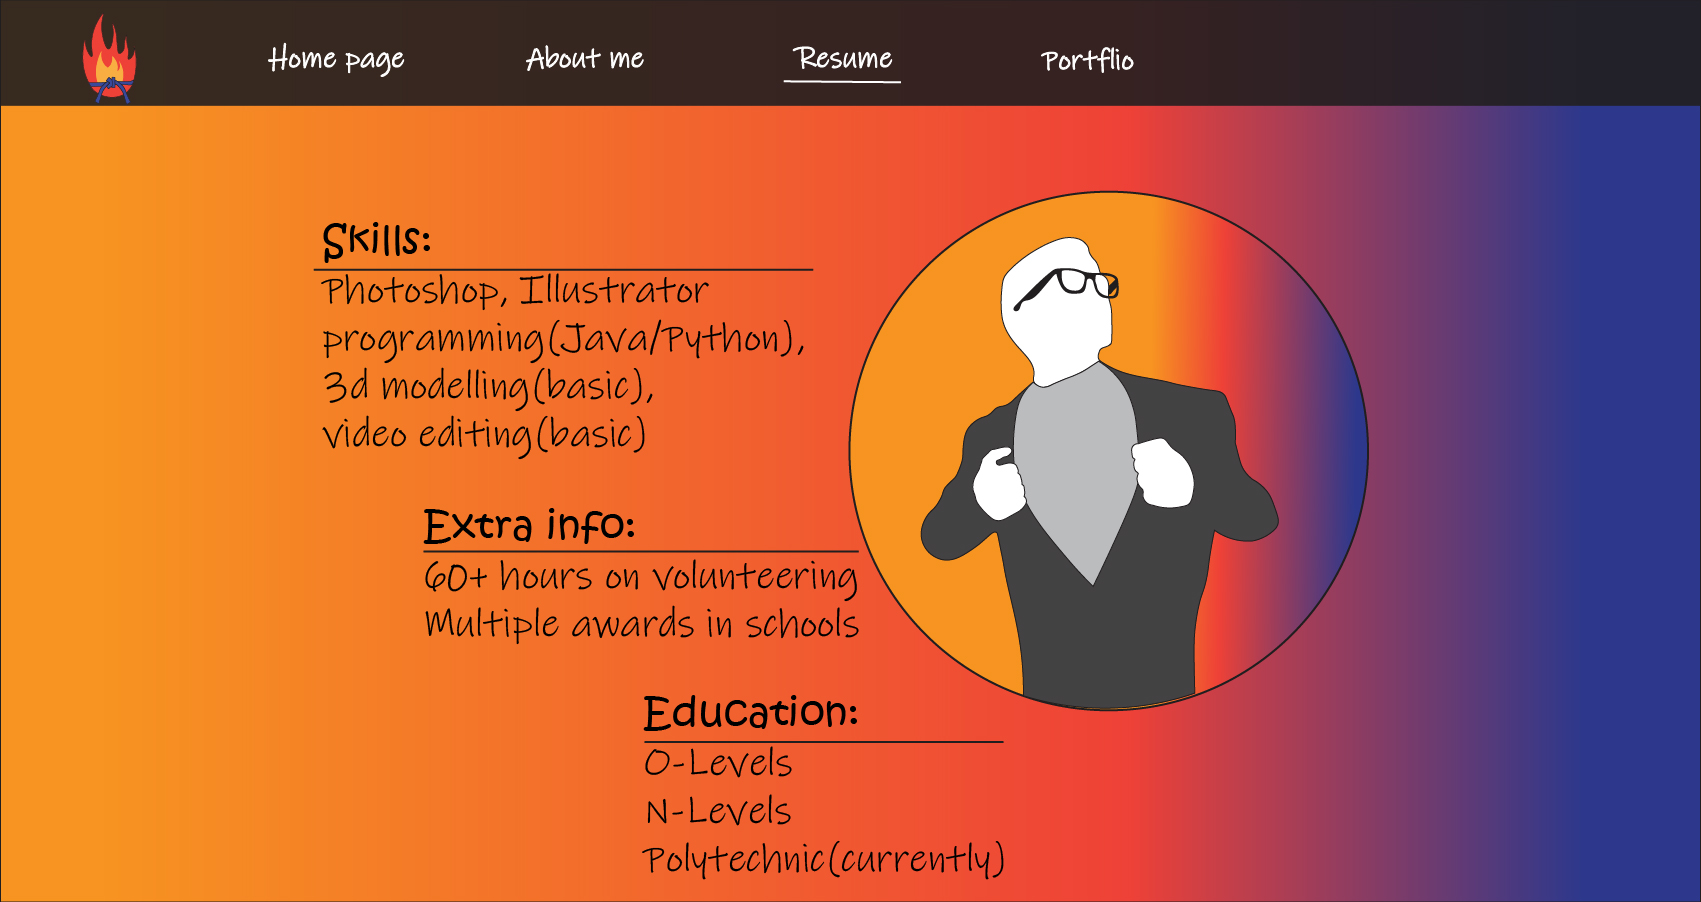 Home page
About me
Resume
Portflio
Skills:
Photoshop, Illustrator
programming(Java/Python),
3d modelling(basic),
video editing(basic)
Extra info:
60+ hours on volunteering
Multiple awards in schools
Education:
O-Levels
N-Levels
Polytechnic(currently)